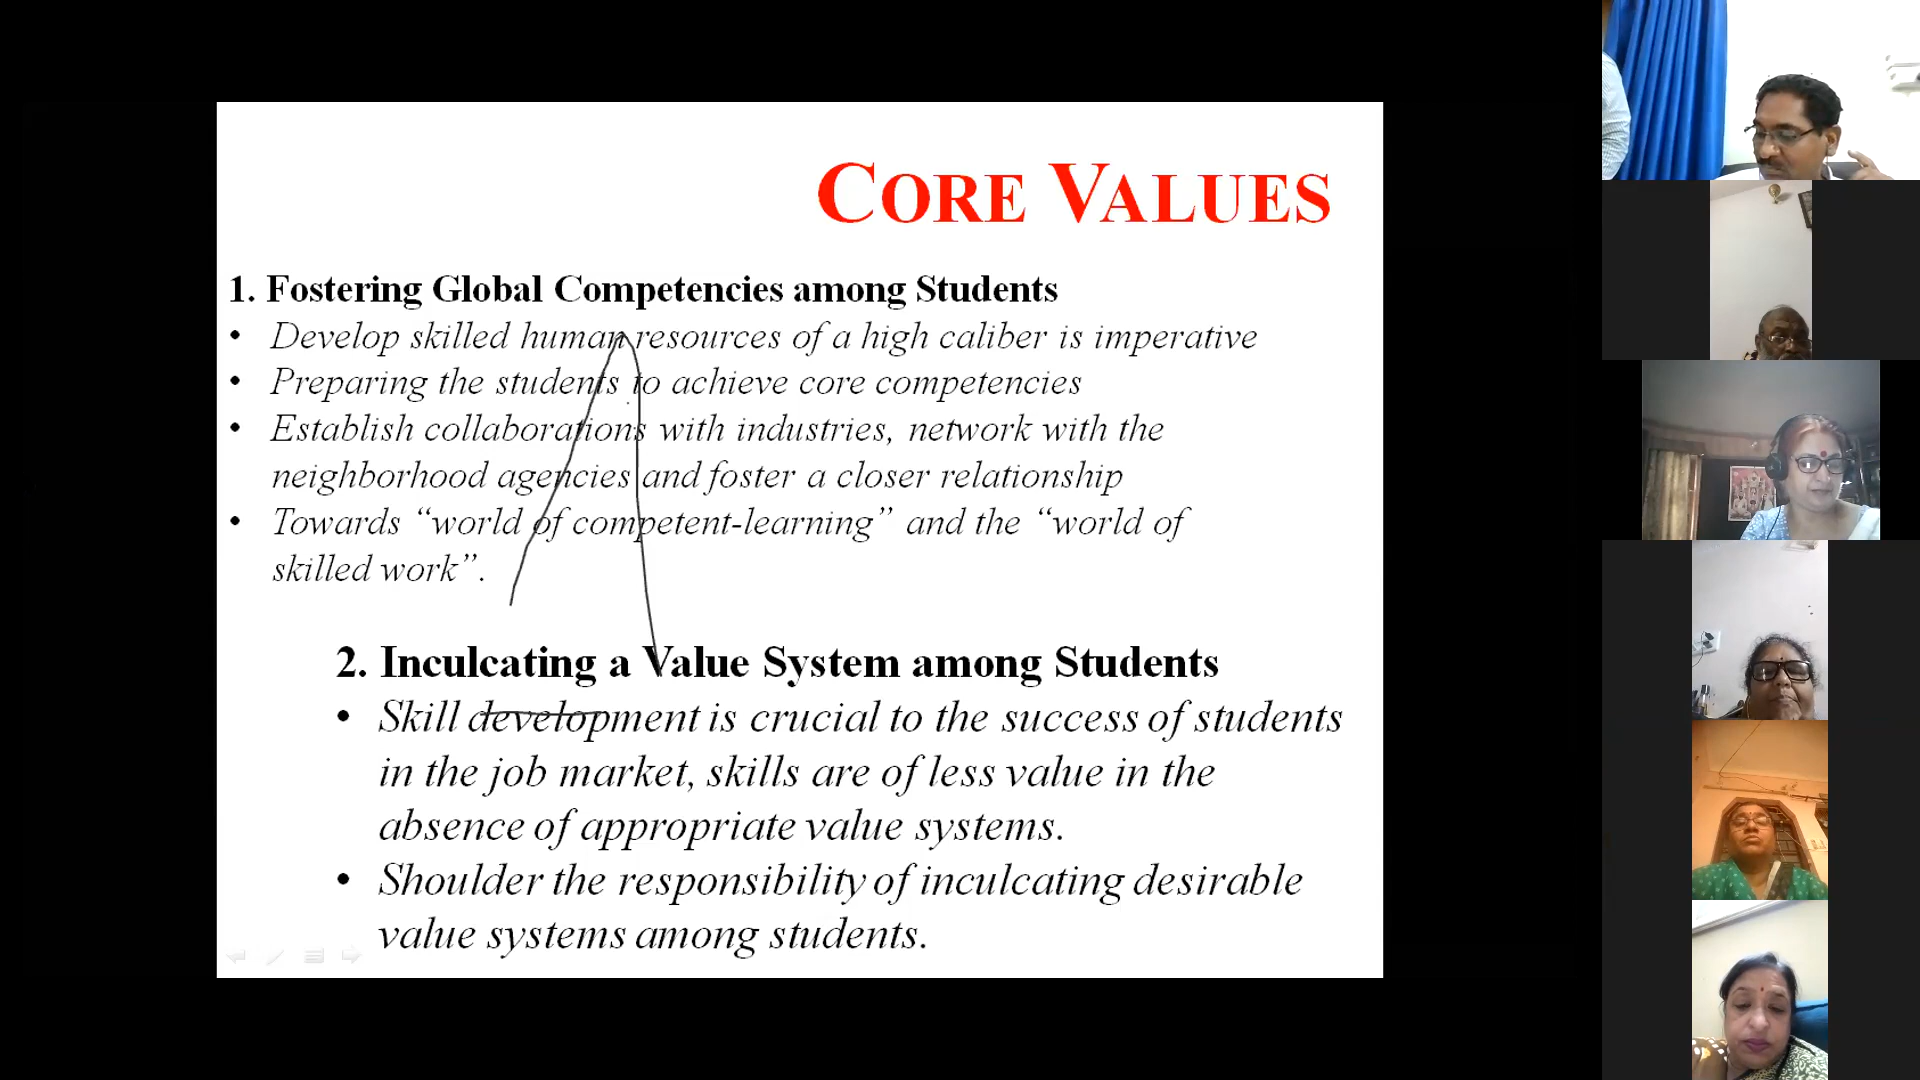 CORE VALUES
1. Fostering Global Competencies among Students
• Develop skilled human resources of a high caliber is imperative
• Preparing the students to achieve core competencies
• Establish collaborations with industries, network with the
neighborhood agencies and foster a closer relationship
• Towards “world of competent-learning” and the “world of
skilled work”.
2. Inculcating a Value System among Students
• Skill development is crucial to the success of students
in the job market, skills are of less value in the
absence of appropriate value systems.
• Shoulder the responsibility of inculcating desirable
value systems among students.